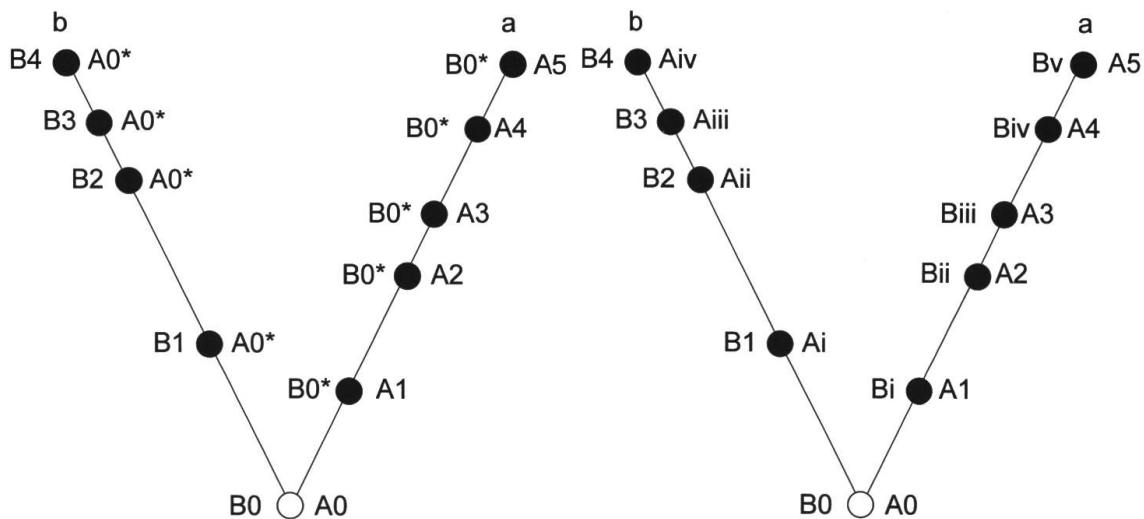 b a b a
B4 A0* B0* A5 B4 Aiv Bv A5
B3 A0* B0* A4 B3 Aiii Biv A4
B2 A0* B0* A3 B2 Aii Biii A3
B0* A2 Bii A2
B1 A0* B1 Ai
B0* A1 Bi A1
B0 A0 B0 A0